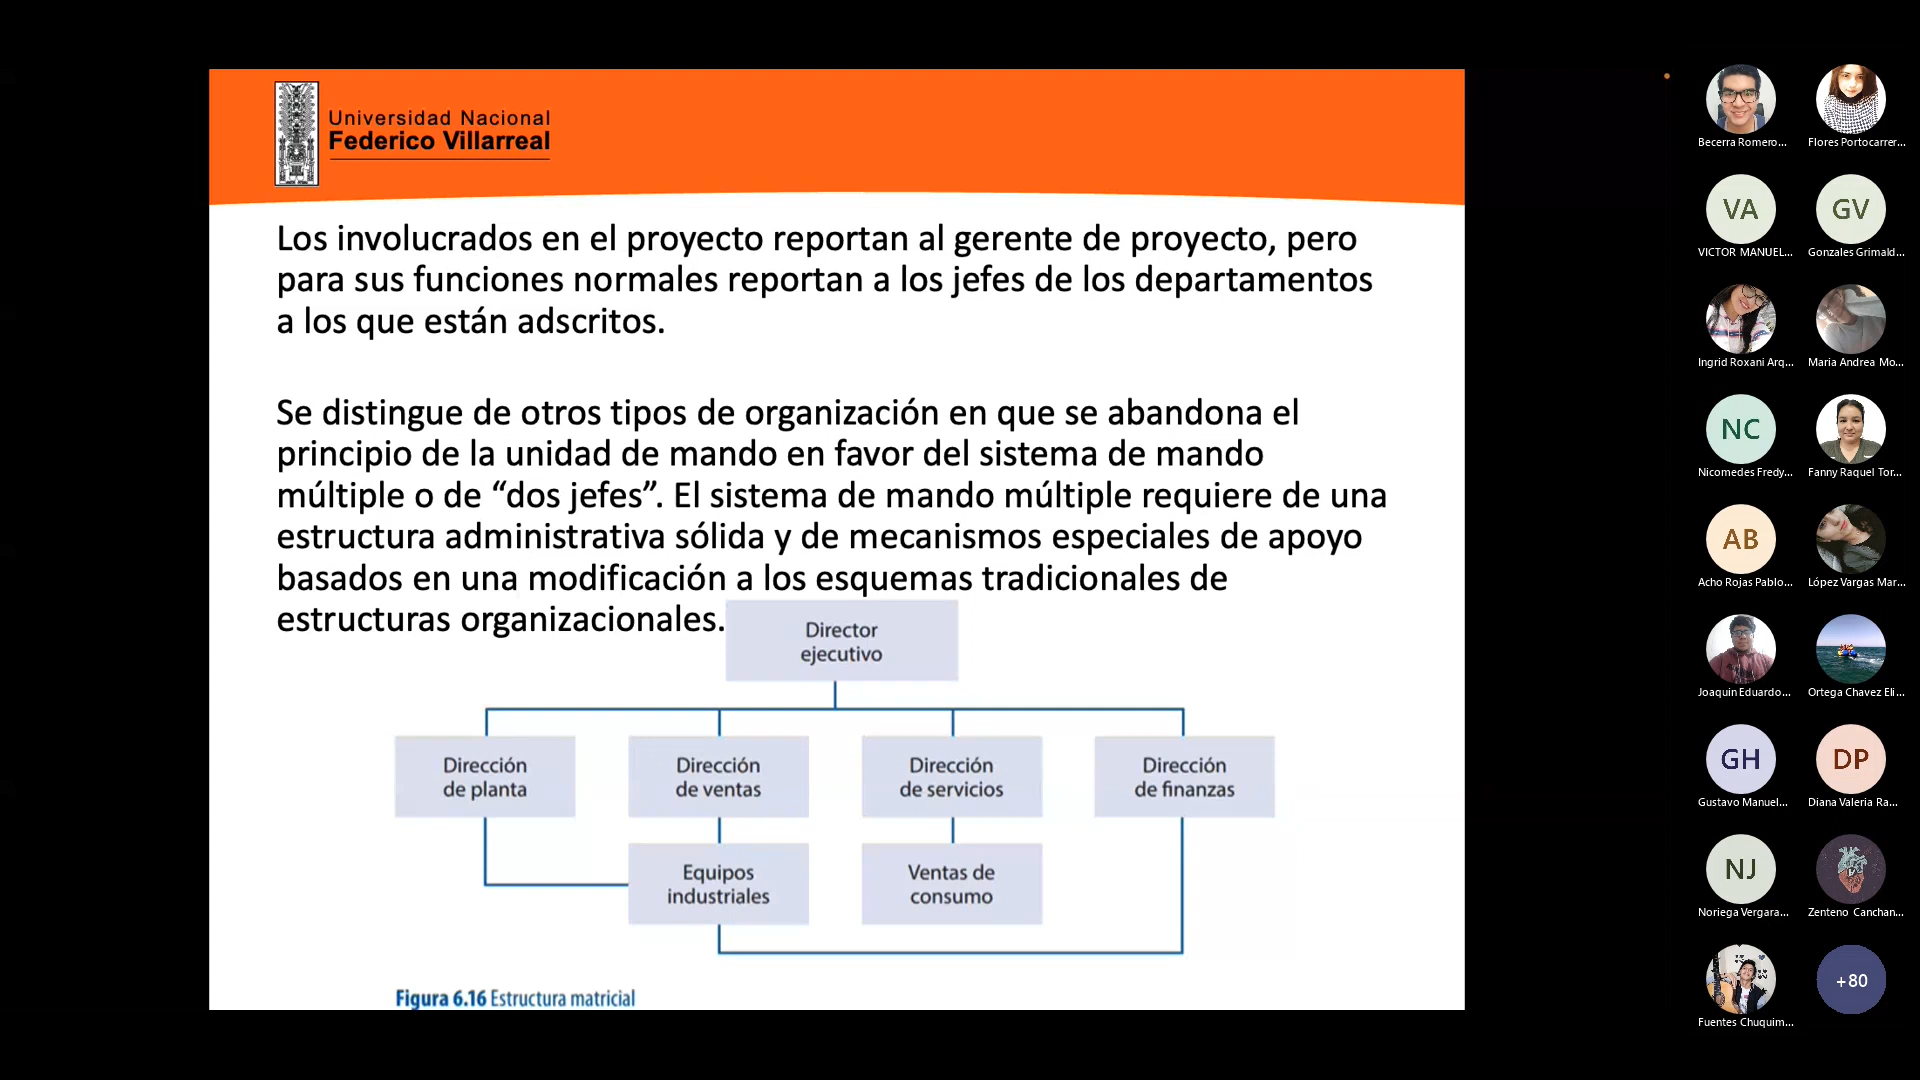 Universidad Nacional
Federico Villarreal
Los involucrados en el proyecto reportan al gerente de proyecto, pero
para sus funciones normales reportan a los jefes de los departamentos
a los que están adscritos.
Se distingue de otros tipos de organización en que se abandona el
principio de la unidad de mando en favor del sistema de mando
múltiple o de “dos jefes”. El sistema de mando múltiple requiere de una
estructura administrativa sólida y de mecanismos especiales de apoyo
basados en una modificación a los esquemas tradicionales de
estructuras organizacionales.
Director
ejecutivo
Dirección
de planta
Dirección
de ventas
Dirección
de servicios
Dirección
de finanzas
Equipos
industriales
Ventas de
consumo
Figura 6.16 Estructura matricial
Becerra Romero...
Flores Portocarrer...
VA
VICTOR MANUEL...
GV
Gonzales Grimald...
Ingrid Roxani Arq...
Maria Andrea Mo...
NC
Nicomedes Fredy...
Fanny Raquel Tor...
AB
Acho Rojas Pablo...
López Vargas Mar...
Joaquin Eduardo...
Ortega Chavez Eli...
GH
Gustavo Manuel...
DP
Diana Valeria Ra...
NJ
Noriega Vergara...
Zenteno Canchan...
Fuentes Chuquim...
+80